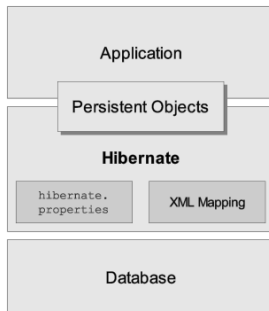 Application
Persistent Objects
Hibernate
hibernate.
properties
XML Mapping
Database